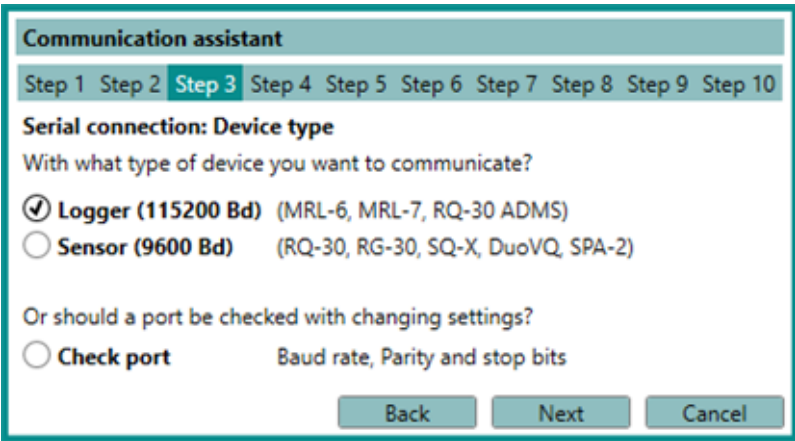 Communication assistant
Step 1 Step 2 Step 3 Step 4 Step 5 Step 6 Step 7 Step 8 Step 9 Step 10
Serial connection: Device type
With what type of device you want to communicate?
Logger (115200 Bd) (MRL-6, MRL-7, RQ-30 ADMS)
Sensor (9600 Bd) (RQ-30, RG-30, SQ-X, DuoVQ, SPA-2)
Or should a port be checked with changing settings?
Check port Baud rate, Parity and stop bits
Back Next Cancel